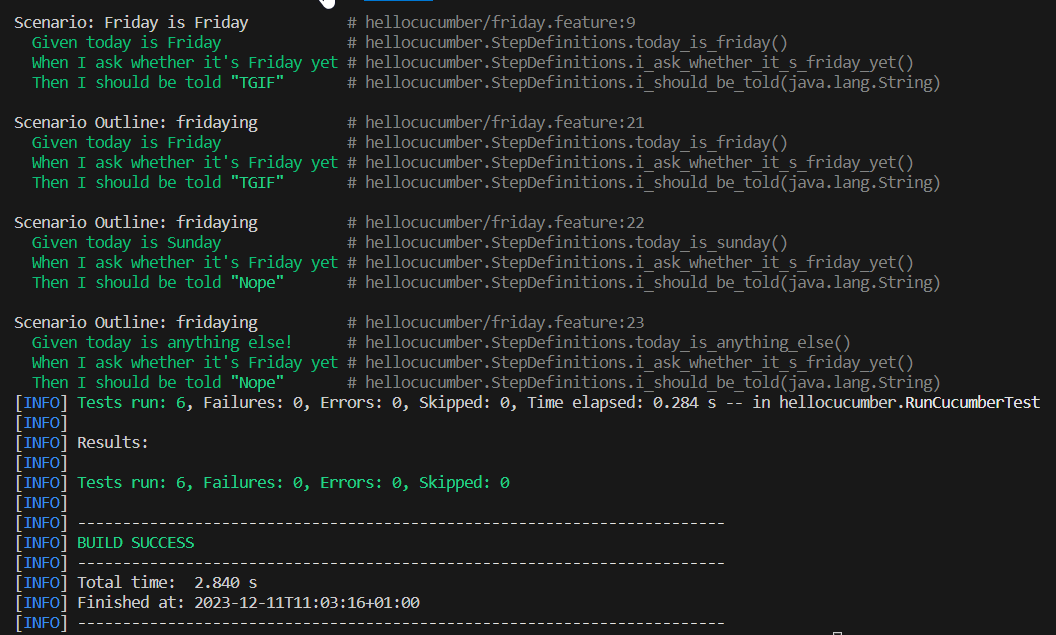 Scenario: Friday is Friday # hellocucumber/friday.feature:9
Given today is Friday # hellocucumber.StepDefinitions.today_is_friday()
When I ask whether it's Friday yet # hellocucumber.StepDefinitions.i_ask_whether_it_s_friday_yet()
Then I should be told "TGIF" # hellocucumber.StepDefinitions.i_should_be_told(java.lang.String)
Scenario Outline: fridaying # hellocucumber/friday.feature:21
Given today is Friday # hellocucumber.StepDefinitions.today_is_friday()
When I ask whether it's Friday yet # hellocucumber.StepDefinitions.i_ask_whether_it_s_friday_yet()
Then I should be told "TGIF" # hellocucumber.StepDefinitions.i_should_be_told(java.lang.String)
Scenario Outline: fridaying # hellocucumber/friday.feature:22
Given today is Sunday # hellocucumber.StepDefinitions.today_is_sunday()
When I ask whether it's Friday yet # hellocucumber.StepDefinitions.i_ask_whether_it_s_friday_yet()
Then I should be told "Nope" # hellocucumber.StepDefinitions.i_should_be_told(java.lang.String)
Scenario Outline: fridaying # hellocucumber/friday.feature:23
Given today is anything else! # hellocucumber.StepDefinitions.today_is_anything_else()
When I ask whether it's Friday yet # hellocucumber.StepDefinitions.i_ask_whether_it_s_friday_yet()
Then I should be told "Nope" # hellocucumber.StepDefinitions.i_should_be_told(java.lang.String)
[INFO] Tests run: 6, Failures: 0, Errors: 0, Skipped: 0, Time elapsed: 0.284 s -- in hellocucumber.RunCucumberTest
[INFO]
[INFO] Results:
[INFO]
[INFO] Tests run: 6, Failures: 0, Errors: 0, Skipped: 0
[INFO]
[INFO] ------------------------------------------------------------------------
[INFO] BUILD SUCCESS
[INFO] ------------------------------------------------------------------------
[INFO] Total time:  2.840 s
[INFO] Finished at: 2023-12-11T11:03:16+01:00
[INFO] ------------------------------------------------------------------------